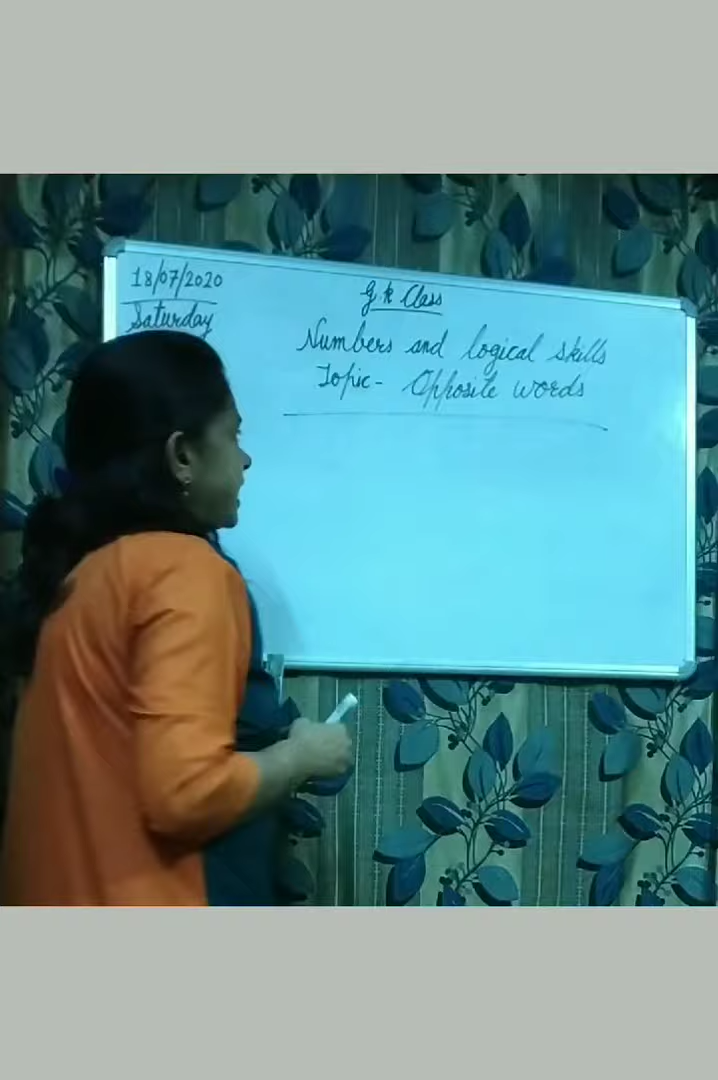 18/07/2020
Saturday
G.K Class
Numbers and logical skills
Topic- Opposite words